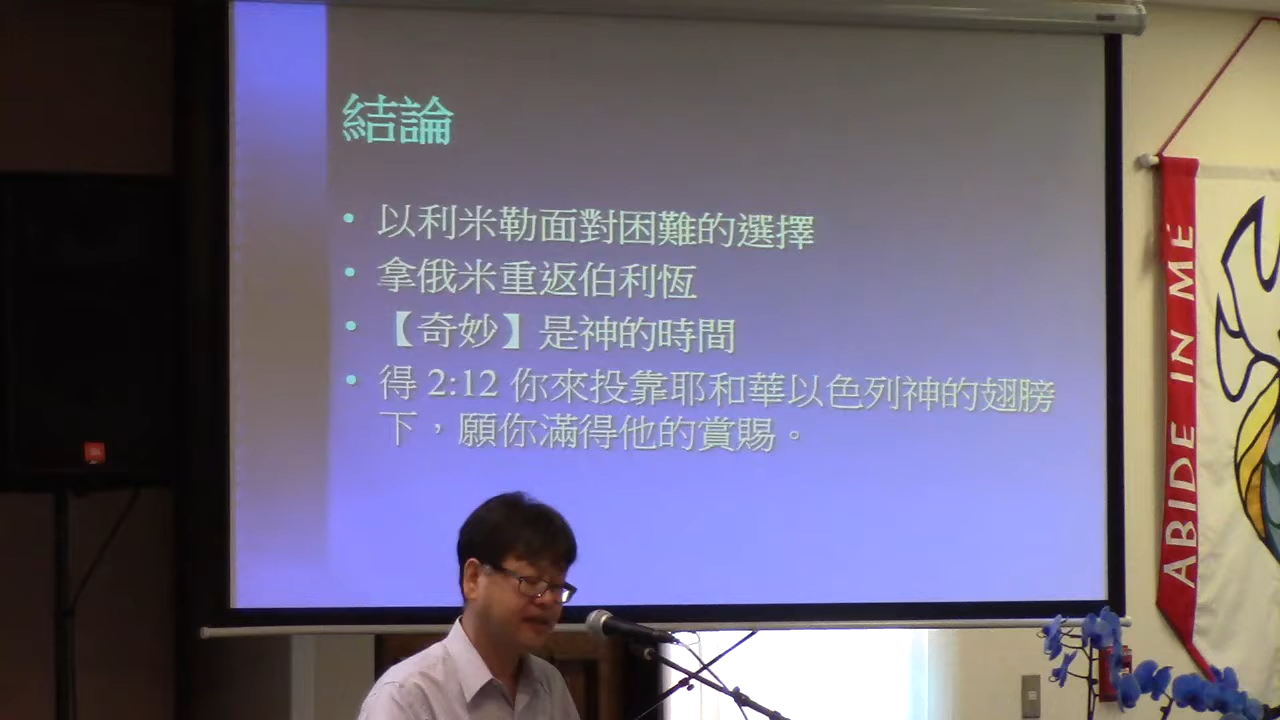 結論
• 以利米勒面對困難的選擇
• 拿俄米重返伯利恆
• 【奇妙】是神的時間
• 得 2:12 你來投靠耶和華以色列神的翅膀
下，願你滿得他的賞賜。
ABIDE IN ME